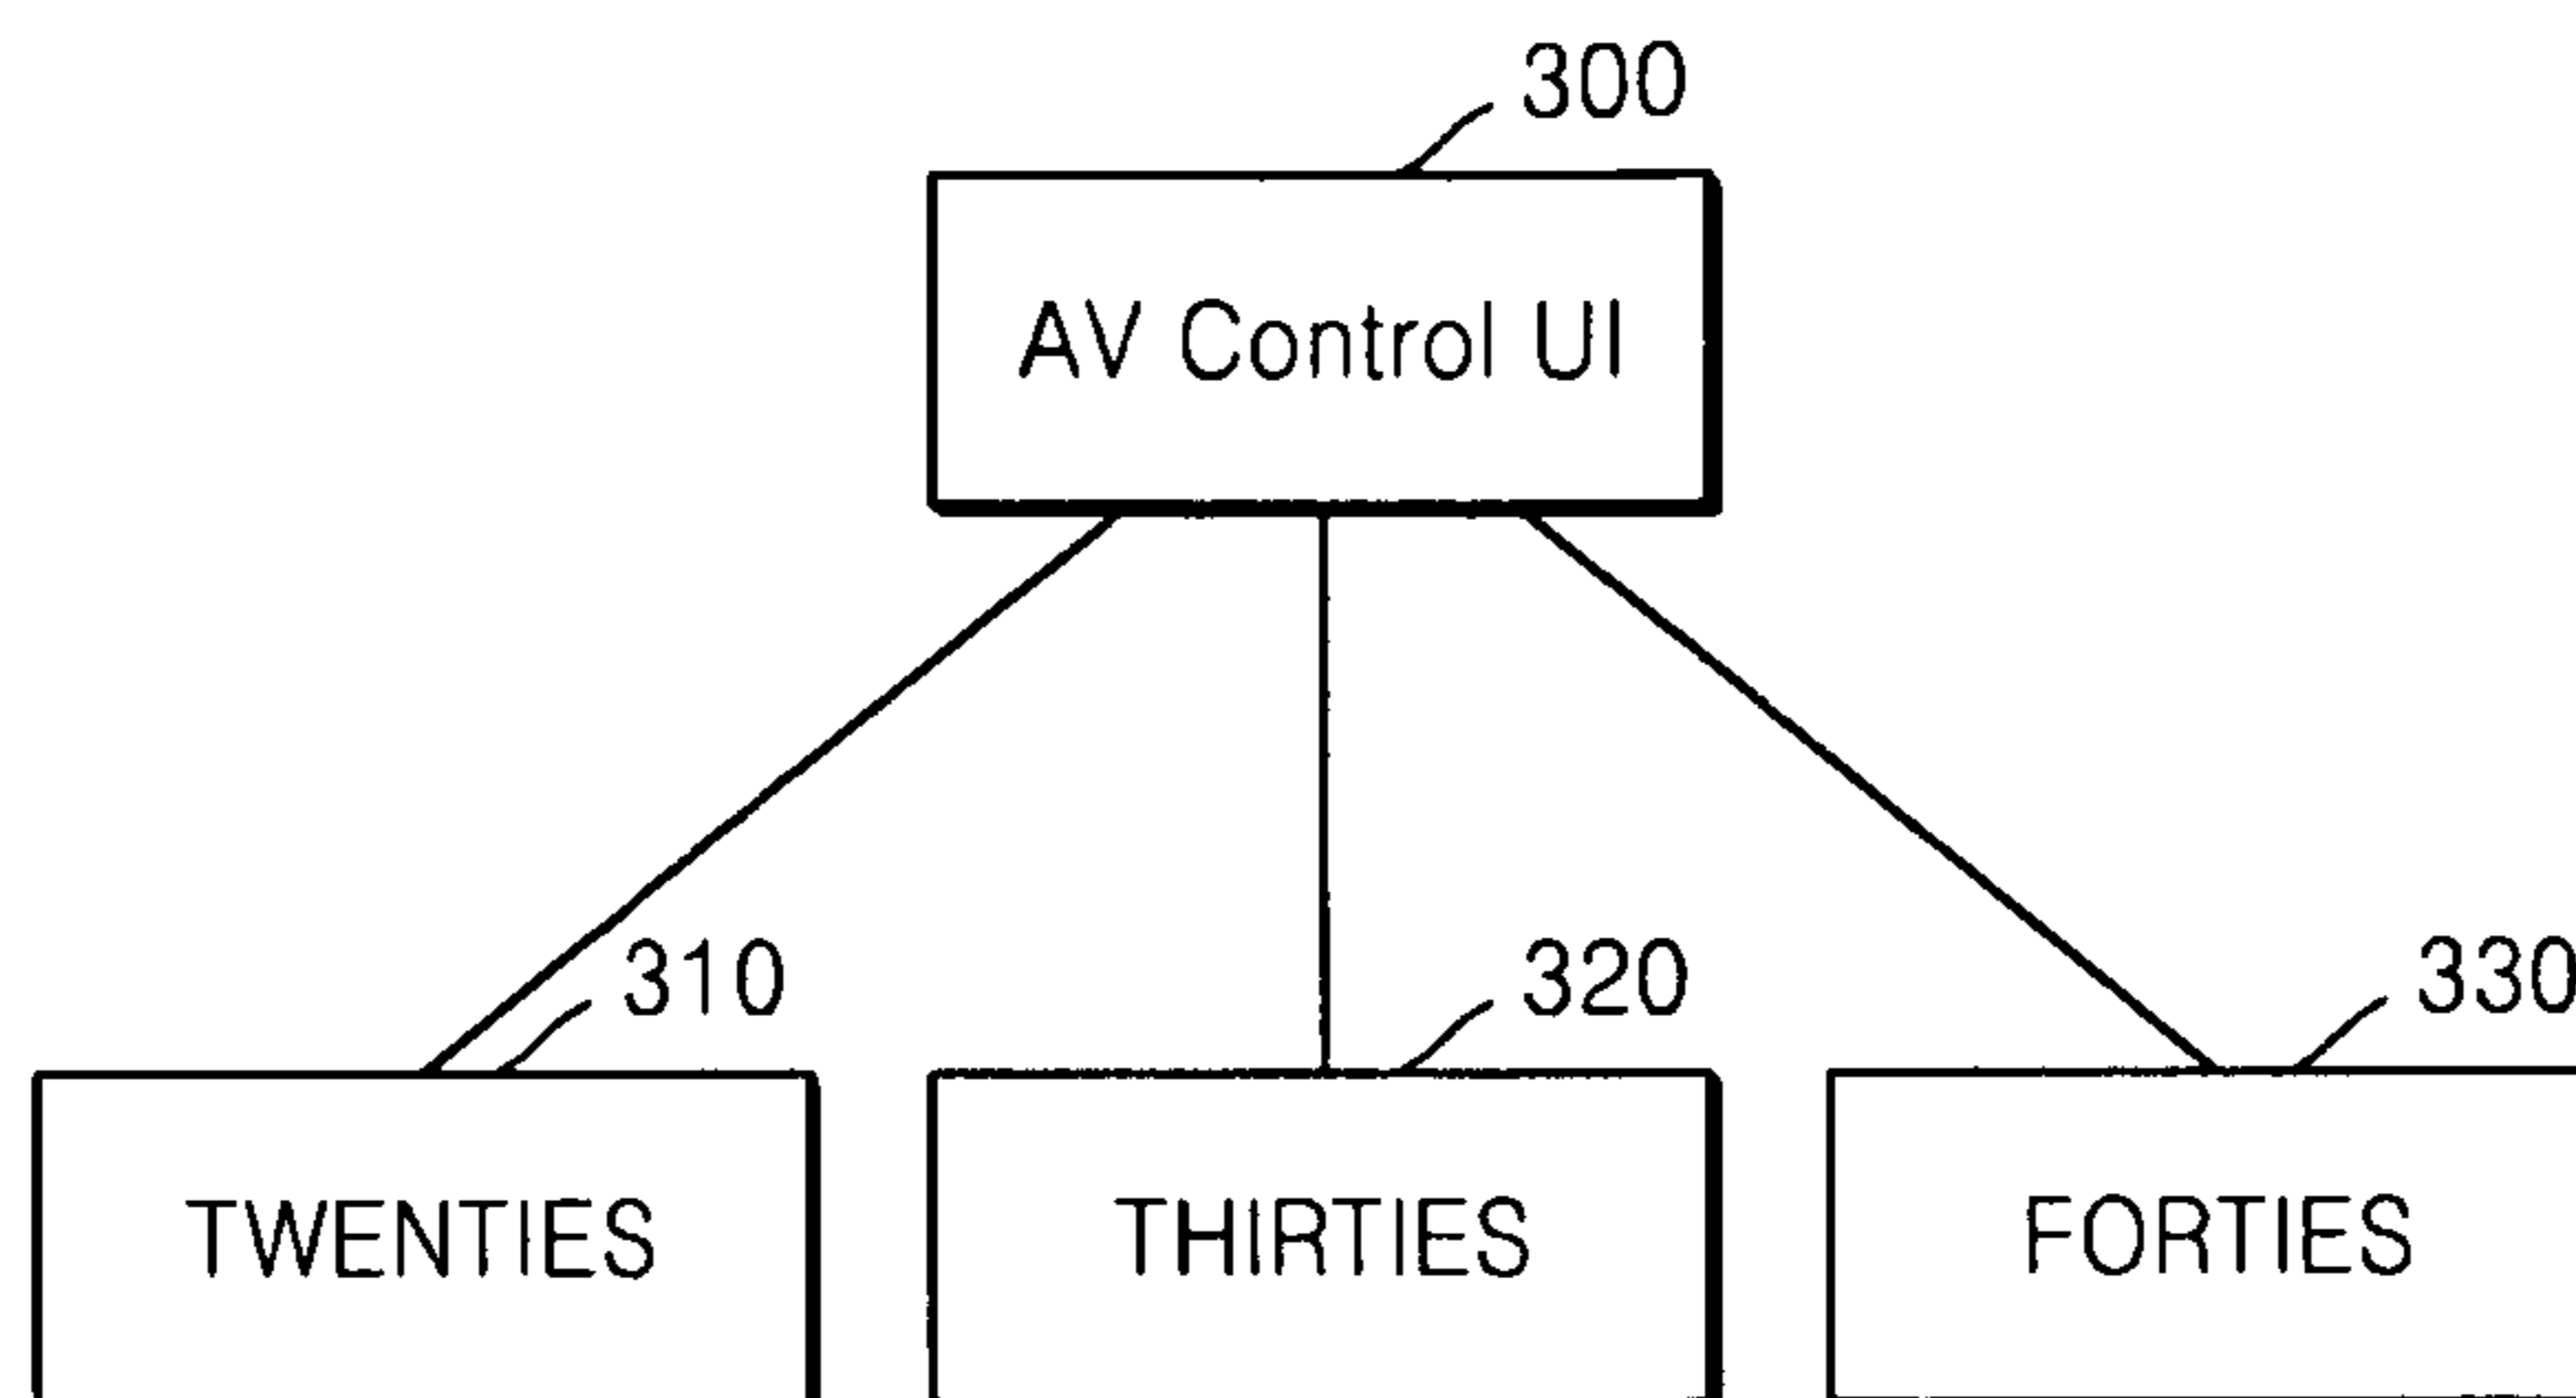 300
AV Control UI
310
320
330
TWENTIES
THIRTIES
FORTIES